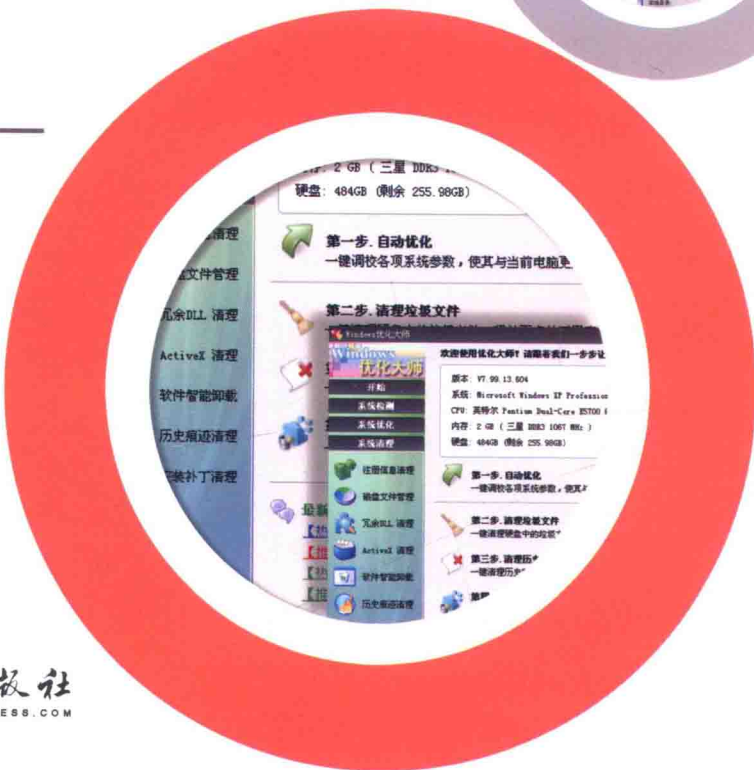 2 GB ( 三星 DDR3
硬盘: 484GB (剩余 255.98GB)
第一步. 自动优化
一键调校各项系统参数，使其与当前电脑更
第二步. 清理垃圾文件
清理
文件管理
冗余DLL 清理
ActiveX 清理
软件智能卸载
历史痕迹清理
安装补丁清理
最新
Windows优化大师
Windows
优化大师
开始
系统检测
系统优化
系统清理
注册信息清理
磁盘文件管理
冗余DLL 清理
ActiveX 清理
软件智能卸载
历史痕迹清理
欢迎使用优化大师! 请跟着我们一步步让
版本: V7.99.13.604
系统: Microsoft Windows XP Profession
CPU: 英特尔 Pentium Dual-Core E5700
内存: 2 GB ( 三星 DDR3 1067 MHz )
硬盘: 484GB (剩余 255.98GB)
第一步. 自动优化
一键调校各项系统参数，使其
第二步. 清理垃圾文件
一键清理硬盘中的垃圾
第三步. 清理历
一键清理历史
版社
ESS.COM